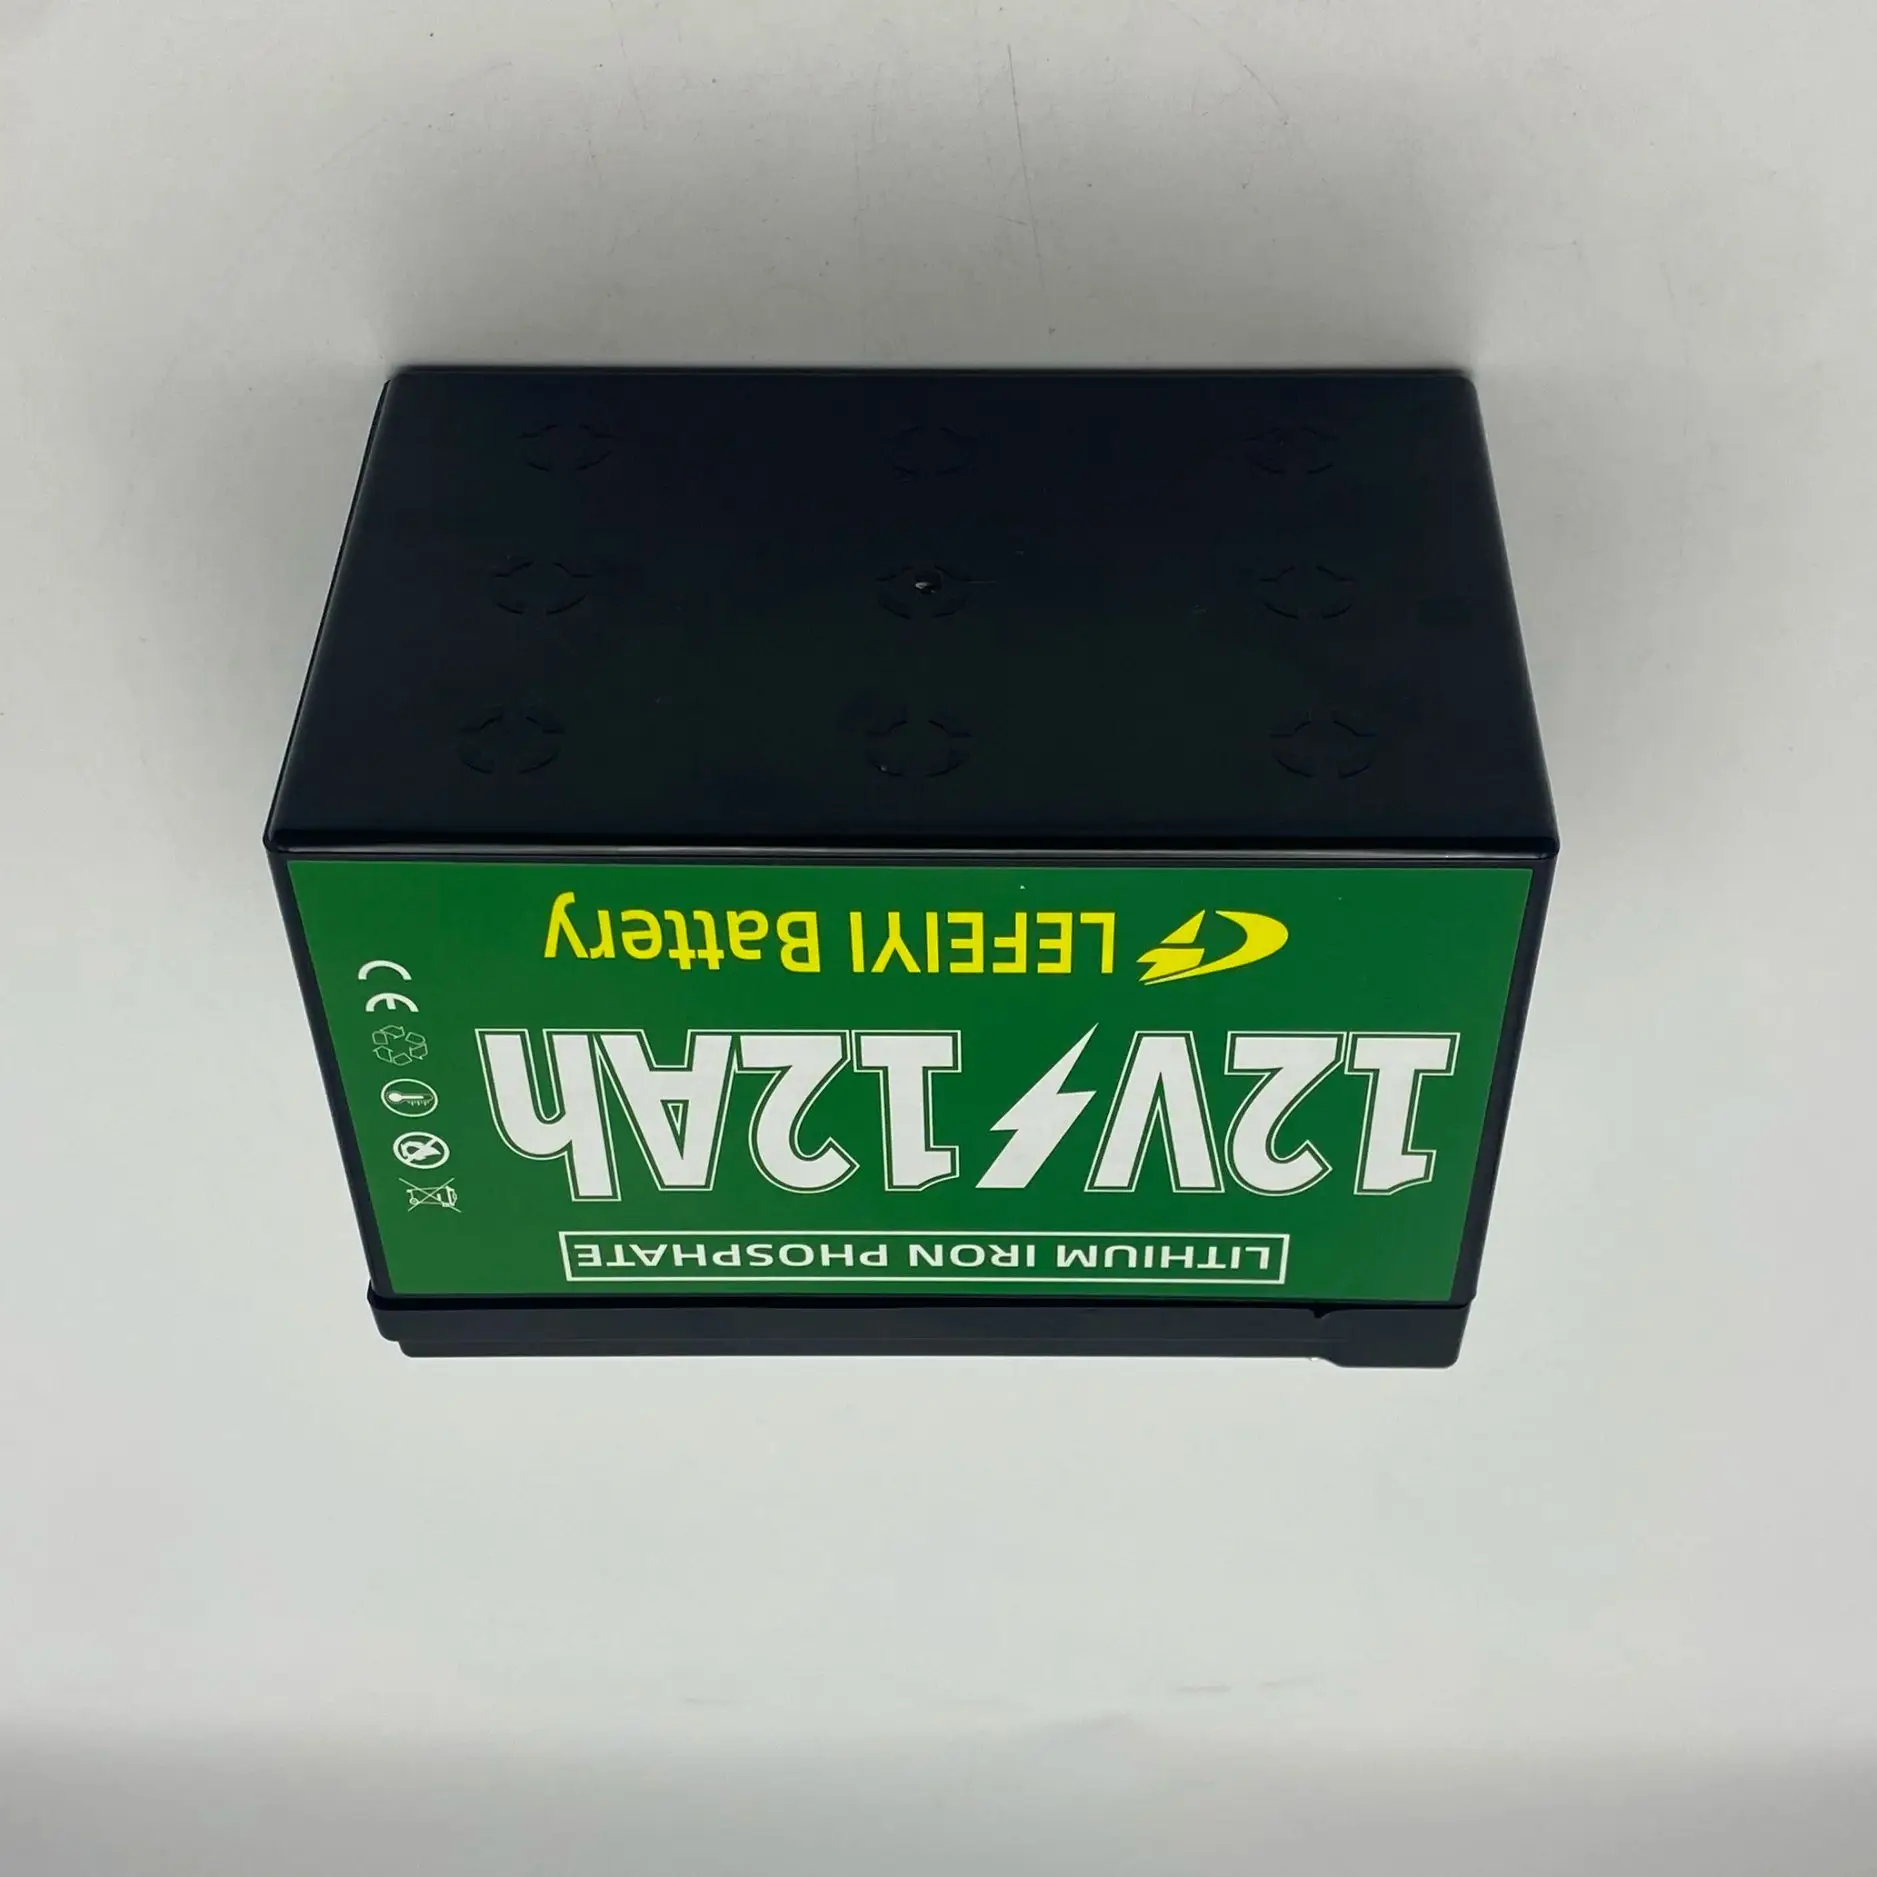 LITHIUM IRON PHOSPHATE
12V 12Ah
LEFEIYI Battery
CE